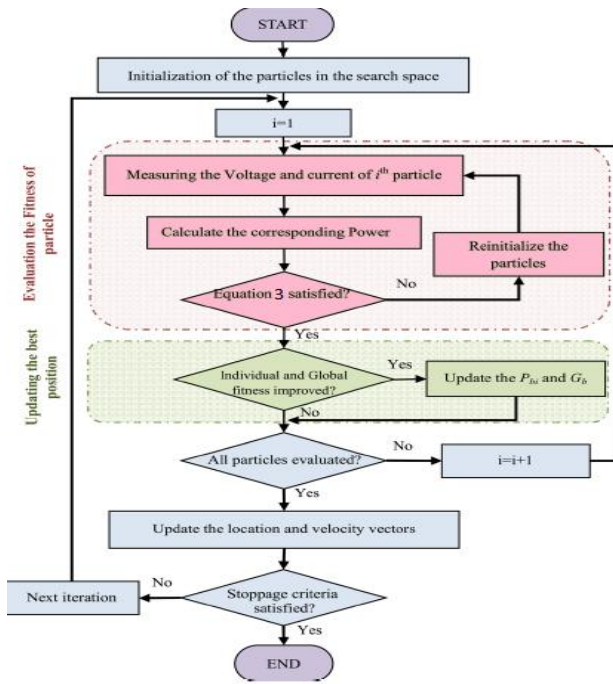 START
Initialization of the particles in the search space
i=1
Evaluation the Fitness of
particle
Measuring the Voltage and current of iᵗʰ particle
Calculate the corresponding Power
Reinitialize the
particles
Equation 3 satisfied?
No
Yes
Updating the best
position
Individual and Global
fitness improved?
Yes
Update the Pbi and Gb
No
All particles evaluated?
No
i=i+1
Yes
Update the location and velocity vectors
Stoppage criteria
satisfied?
No
Next iteration
Yes
END